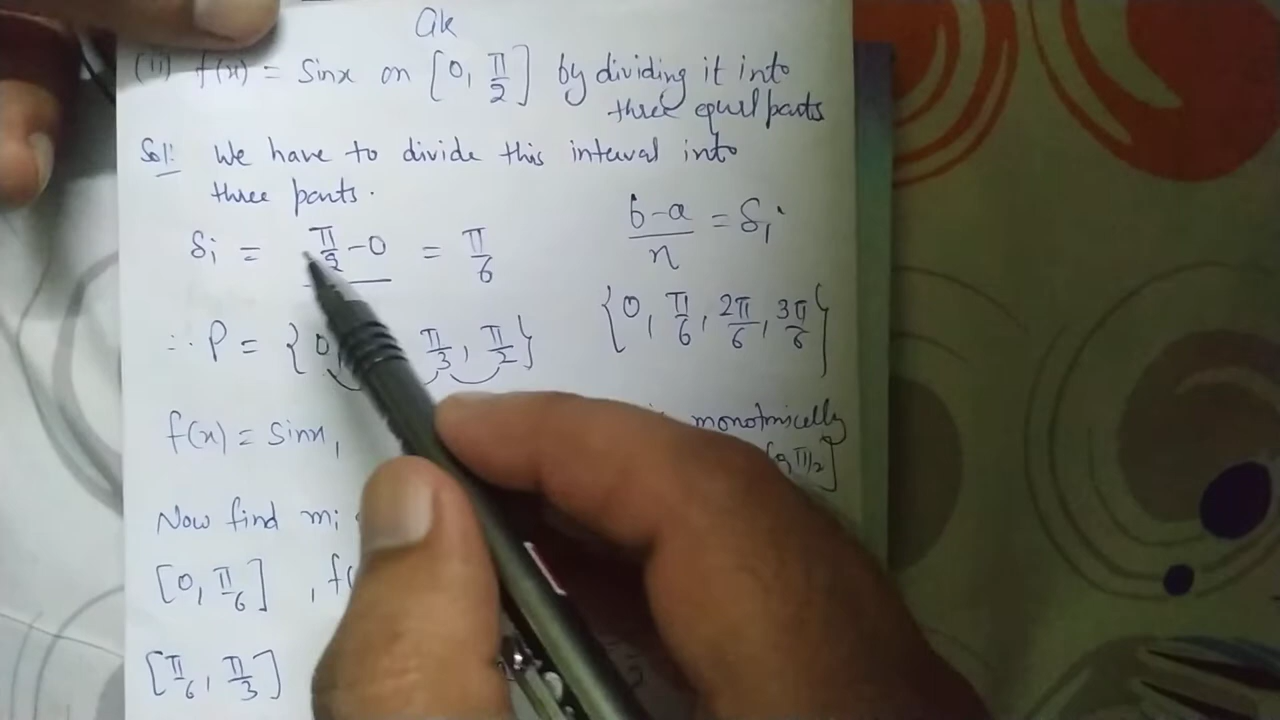 ak
(ii) f(x) = Sinx on [0, π/2] by dividing it into
three equal parts
Sol: We have to divide this interval into
three parts.
δi = π/2 - 0 = π/6
b-a/n = δi
∴ P = {0, π/3, π/2}
{0, π/6, 2π/6, 3π/6}
f(x) = Sinx,
monotonically
π/2]
Now find mi
[0, π/6] , f(
[π/6, π/3]